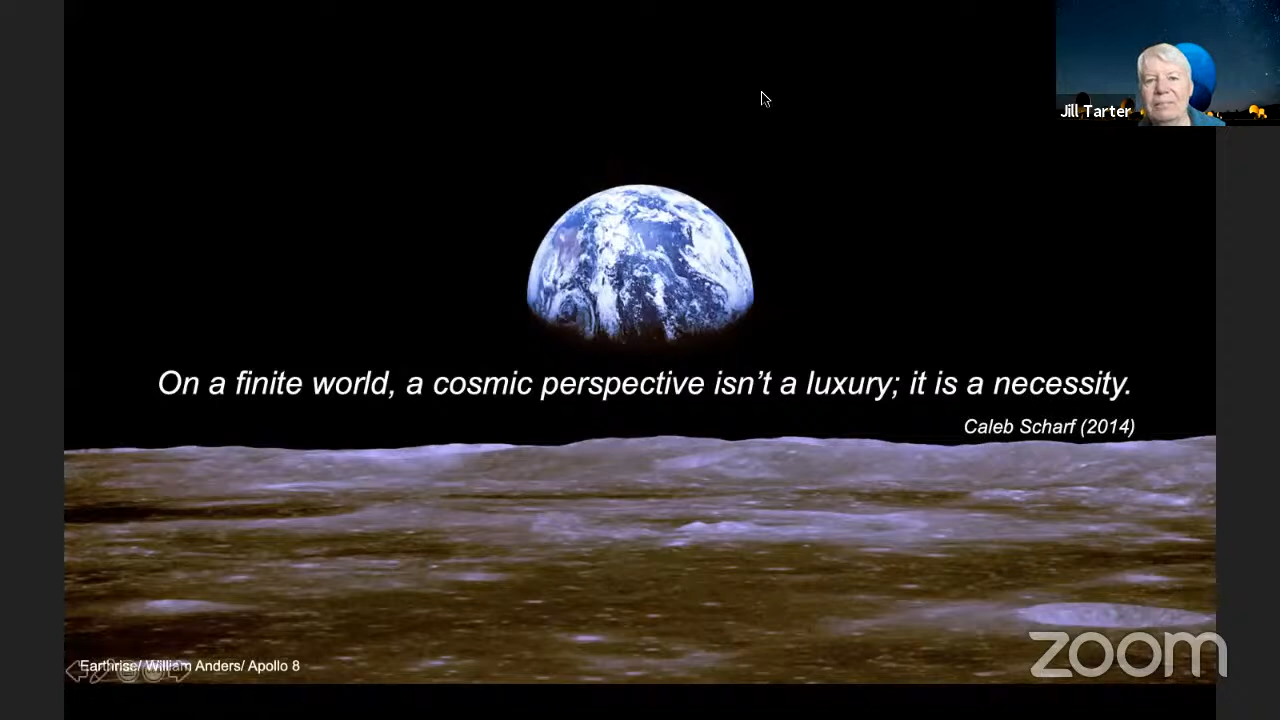 Jill Tarter
On a finite world, a cosmic perspective isn’t a luxury; it is a necessity.
Caleb Scharf (2014)
Earthrise/ William Anders/ Apollo 8
zoom